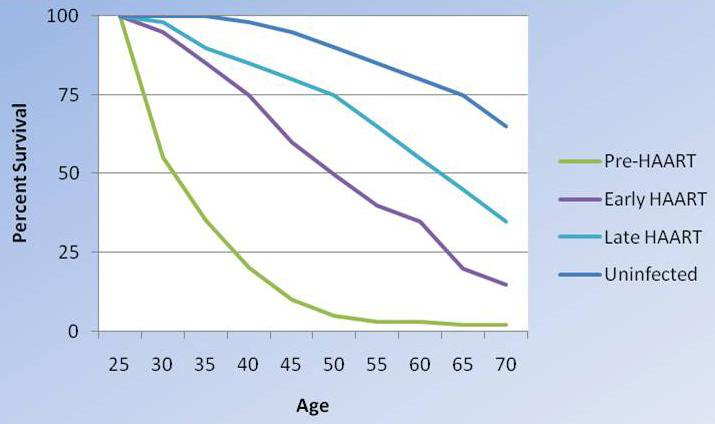 100
75
50
25
0
Percent Survival
25 30 35 40 45 50 55 60 65 70
Age
Pre-HAART
Early HAART
Late HAART
Uninfected